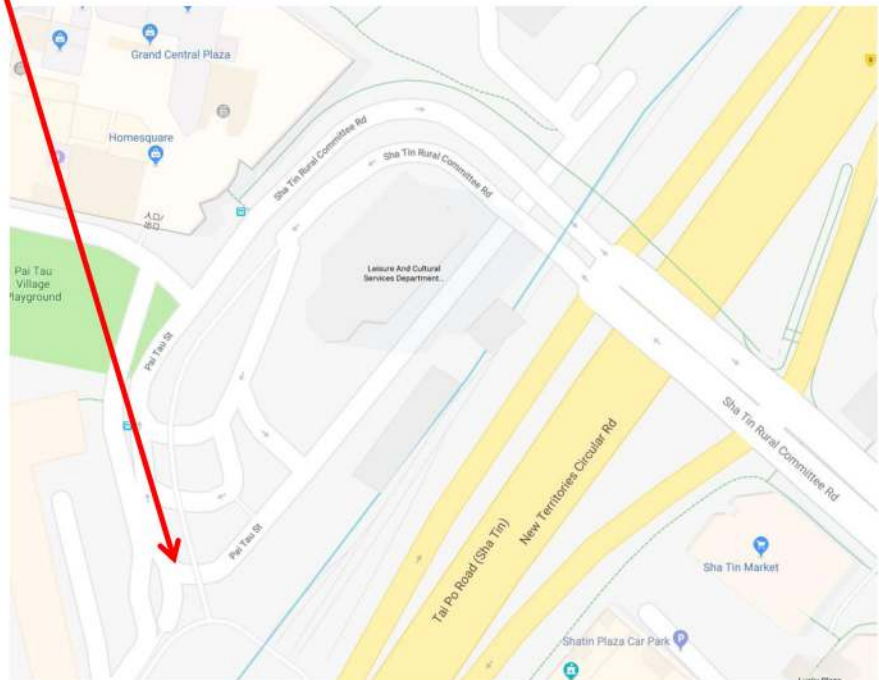 Grand Central Plaza
Homesquare
Sha Tin Rural Committee Rd
Sha Tin Rural Committee Rd
入口/
出口
Pai Tau
Village
Playground
Leisure And Cultural
Services Department...
Pai Tau St
Pai Tau St
Tai Po Road (Sha Tin)
New Territories Circular Rd
Sha Tin Rural Committee Rd
Sha Tin Market
Shatin Plaza Car Park
P